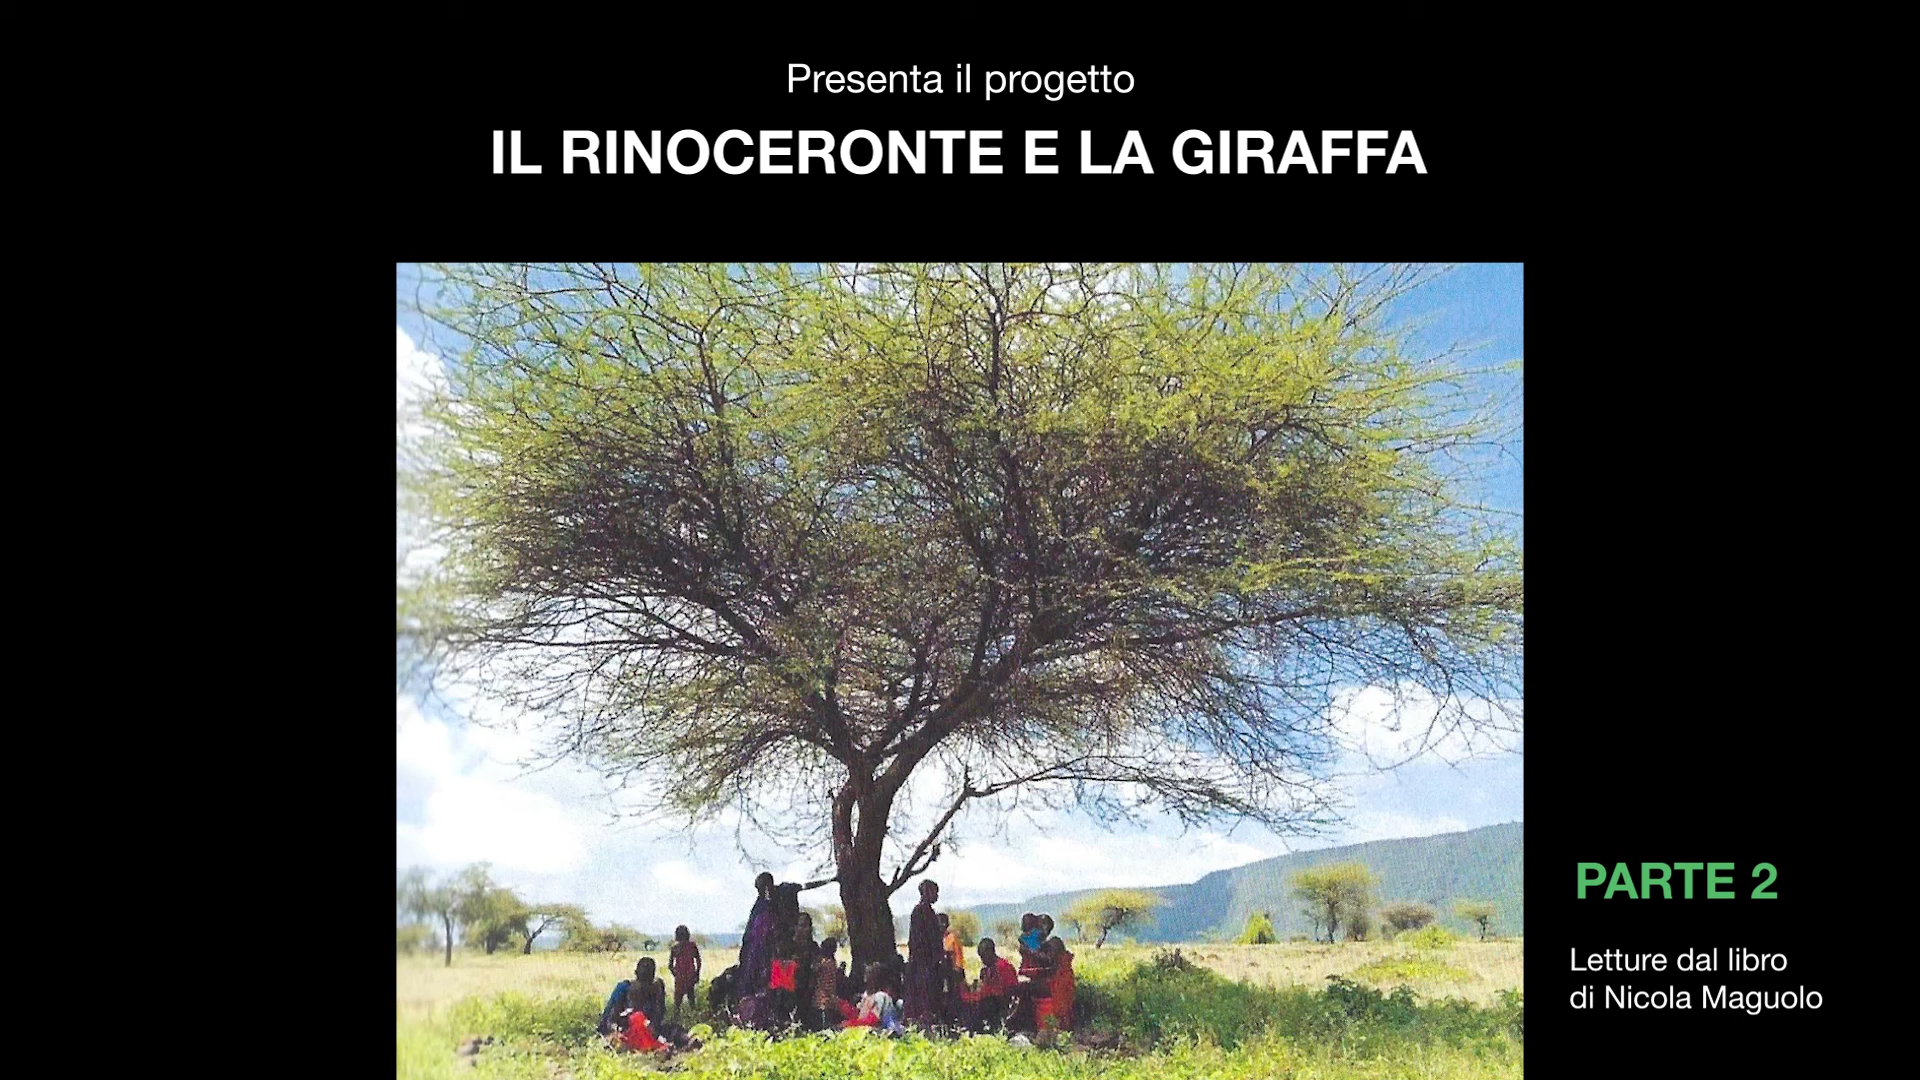 Presenta il progetto
IL RINOCERONTE E LA GIRAFFA
PARTE 2
Letture dal libro
di Nicola Maguolo